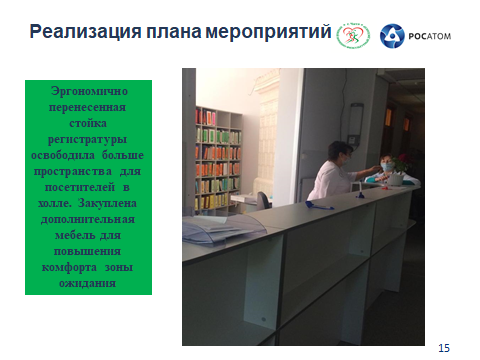 Реализация плана мероприятий
РОСАТОМ
Эргономично
перенесенная
стойка
регистратуры
освободила больше
пространства для
посетителей в
холле. Закуплена
дополнительная
мебель для
повышения
комфорта зоны
ожидания
15